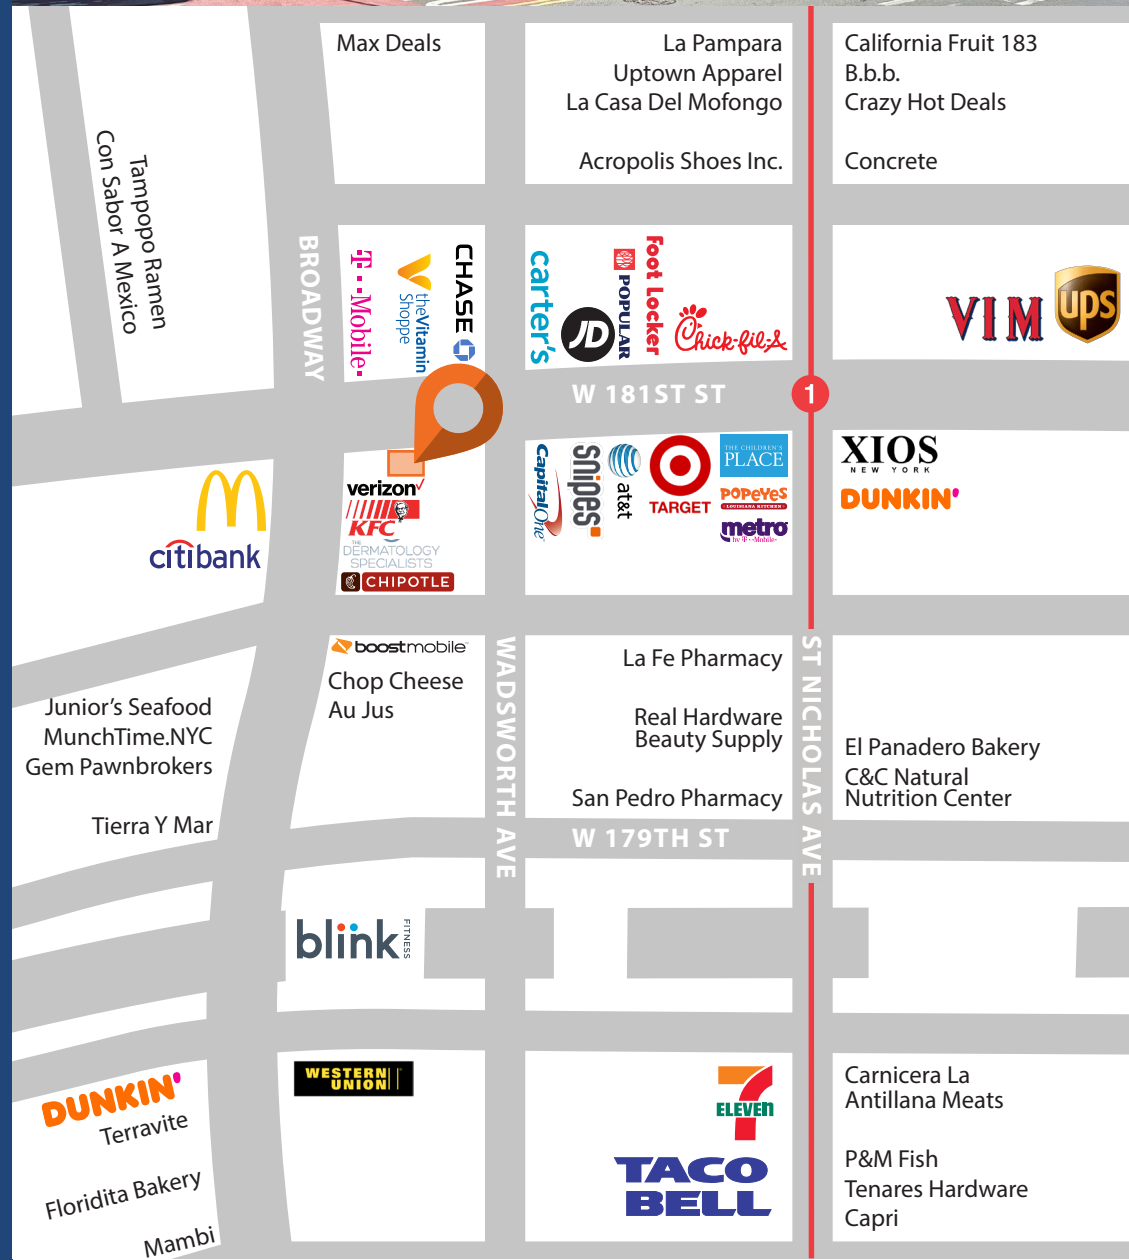 Max Deals
La Pampara
Uptown Apparel
La Casa Del Mofongo
Acropolis Shoes Inc.
California Fruit 183
B.b.b.
Crazy Hot Deals
Concrete
Tampopo Ramen
Con Sabor A Mexico
BROADWAY
T··Mobile·
theVitamin
Shoppe
CHASE
carter's
JD
POPULAR
Foot Locker
Chick-fil-A
VIM
ups
W 181ST ST
1
citibank
verizon
KFC
THE
DERMATOLOGY
SPECIALISTS
CHIPOTLE
Capital One
snipes
at&t
TARGET
THE CHILDREN'S
PLACE
POPEYES
LOUISIANA KITCHEN
metro
by T··Mobile·
XIOS
NEW YORK
DUNKIN'
boostmobile
Chop Cheese
Au Jus
WADSWORTH AVE
La Fe Pharmacy
Real Hardware
Beauty Supply
San Pedro Pharmacy
ST NICHOLAS AVE
El Panadero Bakery
C&C Natural
Nutrition Center
Junior's Seafood
MunchTime.NYC
Gem Pawnbrokers
Tierra Y Mar
W 179TH ST
blink
FITNESS
DUNKIN'
Terravite
Floridita Bakery
Mambi
WESTERN
UNION
7
ELEVEn
TACO
BELL
Carnicera La
Antillana Meats
P&M Fish
Tenares Hardware
Capri